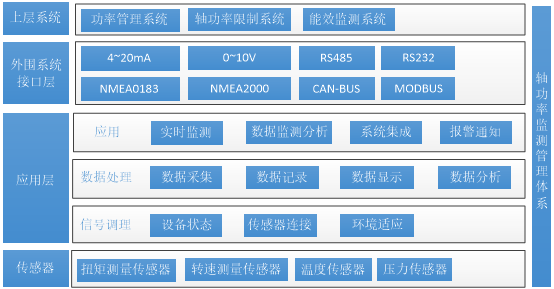 上层系统 功率管理系统 轴功率限制系统 能效监测系统
外围系统
接口层
4~20mA 0~10V RS485 RS232
NMEA0183 NMEA2000 CAN-BUS MODBUS
应用层
应用 实时监测 数据监测分析 系统集成 报警通知
数据处理 数据采集 数据记录 数据显示 数据分析
信号调理 设备状态 传感器连接 环境适应
传感器 扭矩测量传感器 转速测量传感器 温度传感器 压力传感器
轴功率监测管理体系